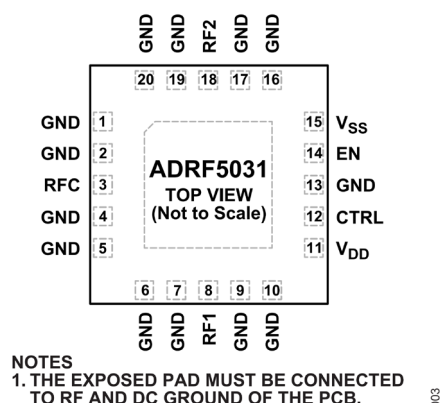 GND GND RF2 GND GND
20 19 18 17 16
GND 1 15 VSS
GND 2 14 EN
RFC 3 13 GND
GND 4 12 CTRL
GND 5 11 VDD
ADRF5031
TOP VIEW
(Not to Scale)
6 7 8 9 10
GND GND RF1 GND GND
NOTES
1. THE EXPOSED PAD MUST BE CONNECTED
TO RF AND DC GROUND OF THE PCB.
003